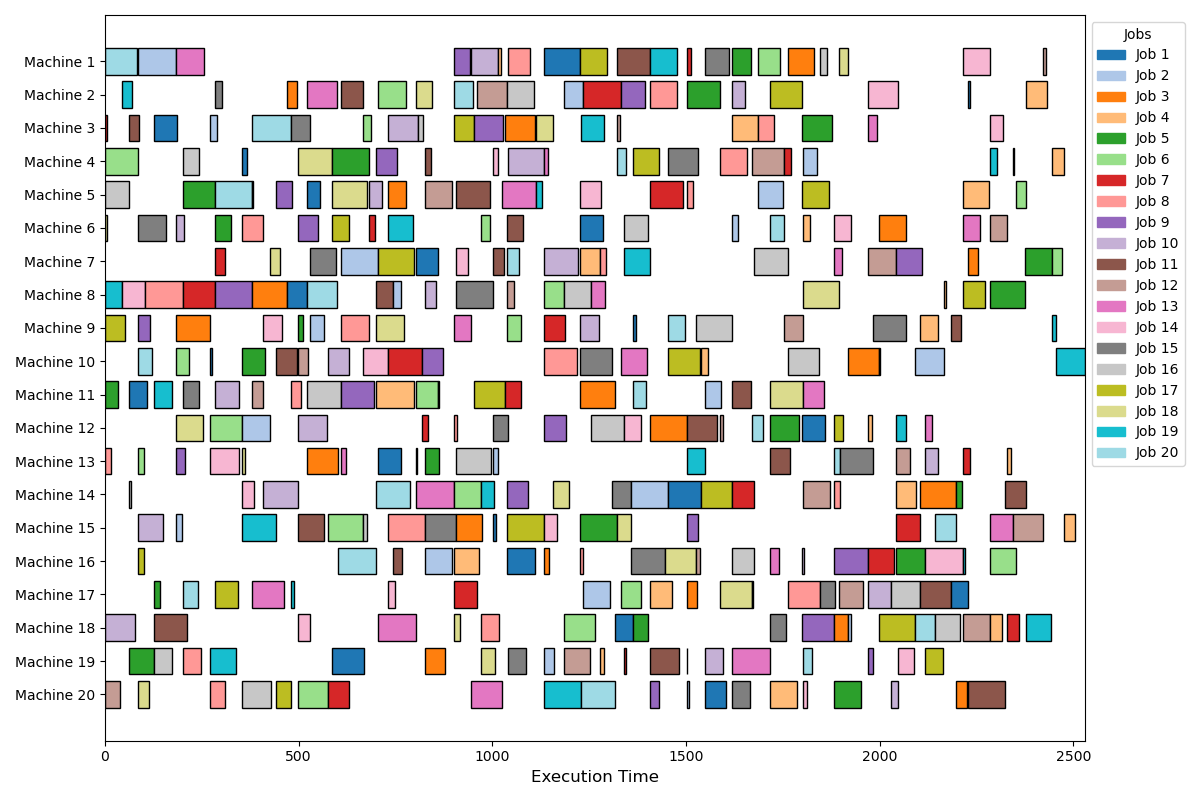 Machine 1
Machine 2
Machine 3
Machine 4
Machine 5
Machine 6
Machine 7
Machine 8
Machine 9
Machine 10
Machine 11
Machine 12
Machine 13
Machine 14
Machine 15
Machine 16
Machine 17
Machine 18
Machine 19
Machine 20
0 500 1000 1500 2000 2500
Execution Time
Jobs
Job 1
Job 2
Job 3
Job 4
Job 5
Job 6
Job 7
Job 8
Job 9
Job 10
Job 11
Job 12
Job 13
Job 14
Job 15
Job 16
Job 17
Job 18
Job 19
Job 20